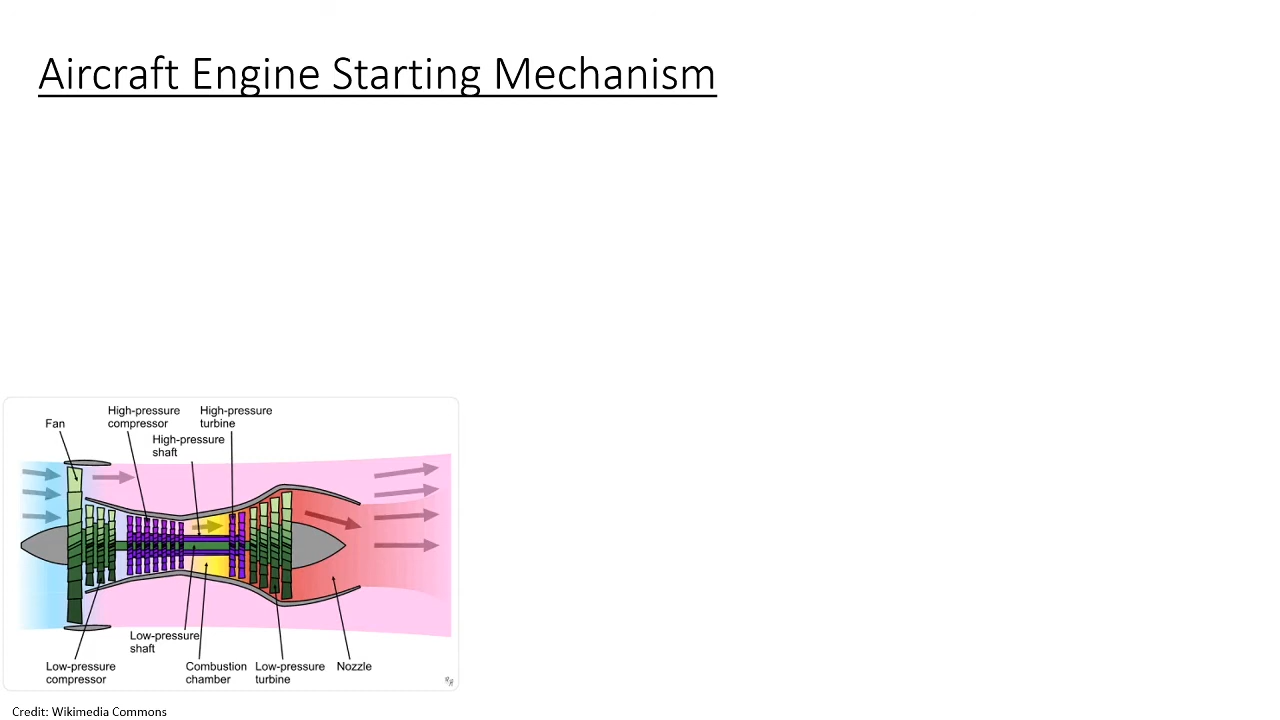 Aircraft Engine Starting Mechanism
Fan
High-pressure
compressor
High-pressure
turbine
High-pressure
shaft
Low-pressure
shaft
Low-pressure
compressor
Combustion
chamber
Low-pressure
turbine
Nozzle
Credit: Wikimedia Commons